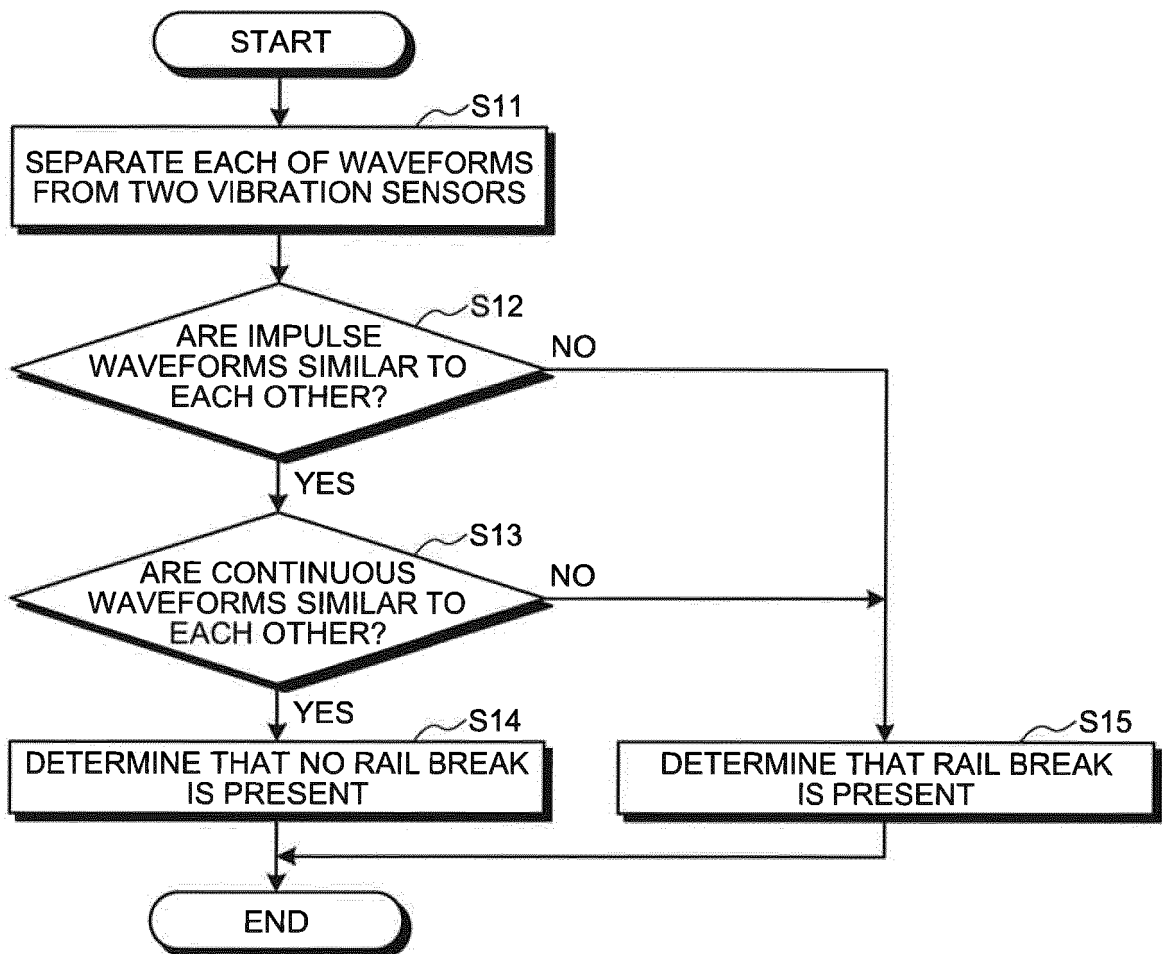 START
S11
SEPARATE EACH OF WAVEFORMS
FROM TWO VIBRATION SENSORS
S12
ARE IMPULSE
WAVEFORMS SIMILAR TO
EACH OTHER?
NO
YES
S13
ARE CONTINUOUS
WAVEFORMS SIMILAR TO
EACH OTHER?
NO
YES
S14
DETERMINE THAT NO RAIL BREAK
IS PRESENT
S15
DETERMINE THAT RAIL BREAK
IS PRESENT
END